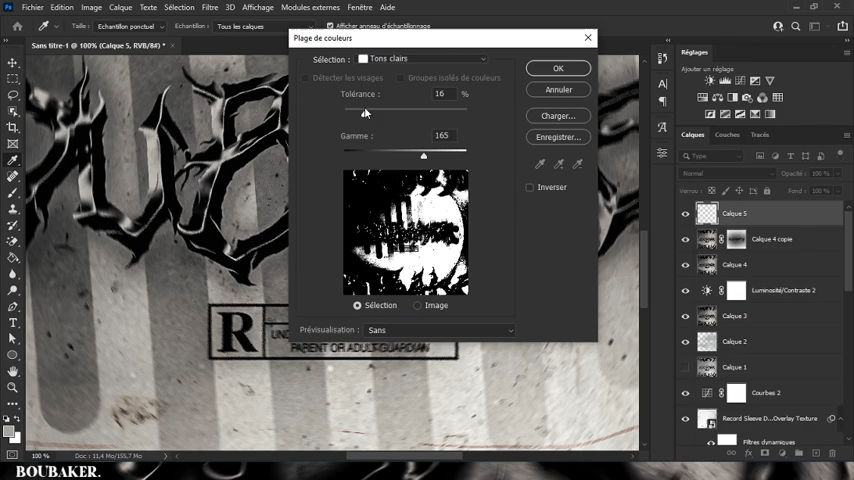 Fichier Edition Image Calque Texte Sélection Filtre 3D Affichage Modules externes Fenêtre Aide
Taille : Echantillon ponctuel Echantillon : Tous les calques Afficher anneau d'échantillonnage
Sans titre-1 @ 100% (Calque 5, RVB/8#) *
Plage de couleurs
Sélection : Tons clairs
Détecter les visages Groupes isolés de couleurs
Tolérance : 16 %
Gamme : 165
Sélection Image
Prévisualisation : Sans
OK
Annuler
Charger...
Enregistrer...
Inverser
Réglages
Ajouter un réglage
Calques Couches Tracés
Type
Normal Opacité : 100 %
Verrou : Fond : 100 %
Calque 5
Calque 4 copie
Calque 4
Luminosité/Contraste 2
Calque 3
Calque 2
Calque 1
Courbes 2
Record Sleeve D...Overlay Texture
Filtres dynamiques
R
PARENT OR ADULT GUARDIAN
100 % Doc : 11,4 Mo/155,7 Mo
BOUBAKER.